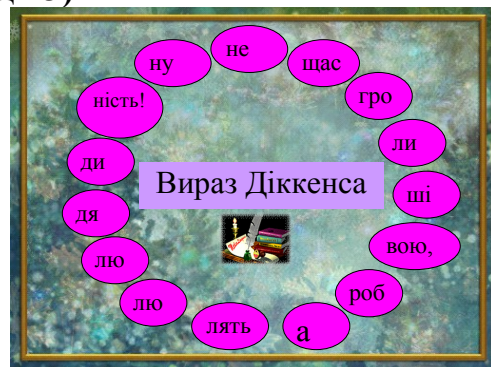 ну
не
щас
гро
ли
ші
вою,
роб
а
лять
лю
лю
дя
ди
ність!
Вираз Діккенса